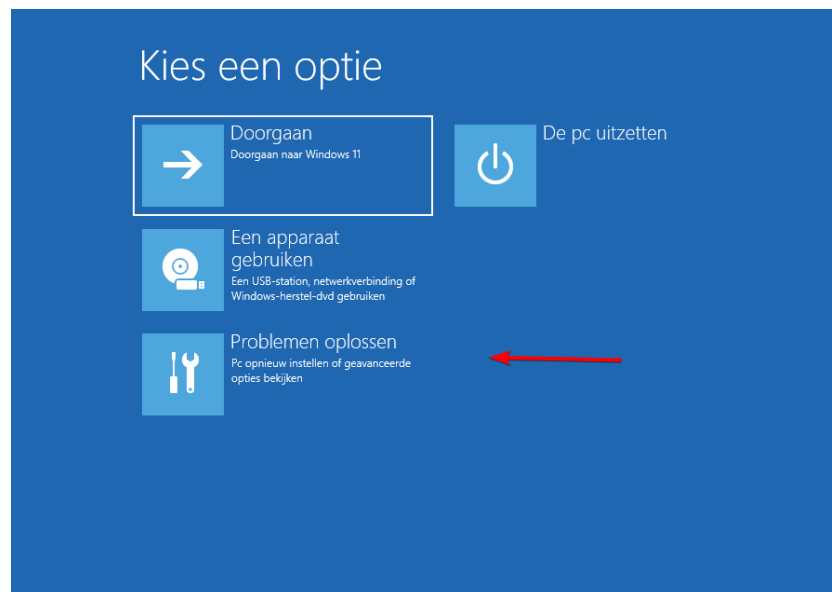 Kies een optie
Doorgaan
Doorgaan naar Windows 11
De pc uitzetten
Een apparaat
gebruiken
Een USB-station, netwerkverbinding of
Windows-herstel-dvd gebruiken
Problemen oplossen
Pc opnieuw instellen of geavanceerde
opties bekijken